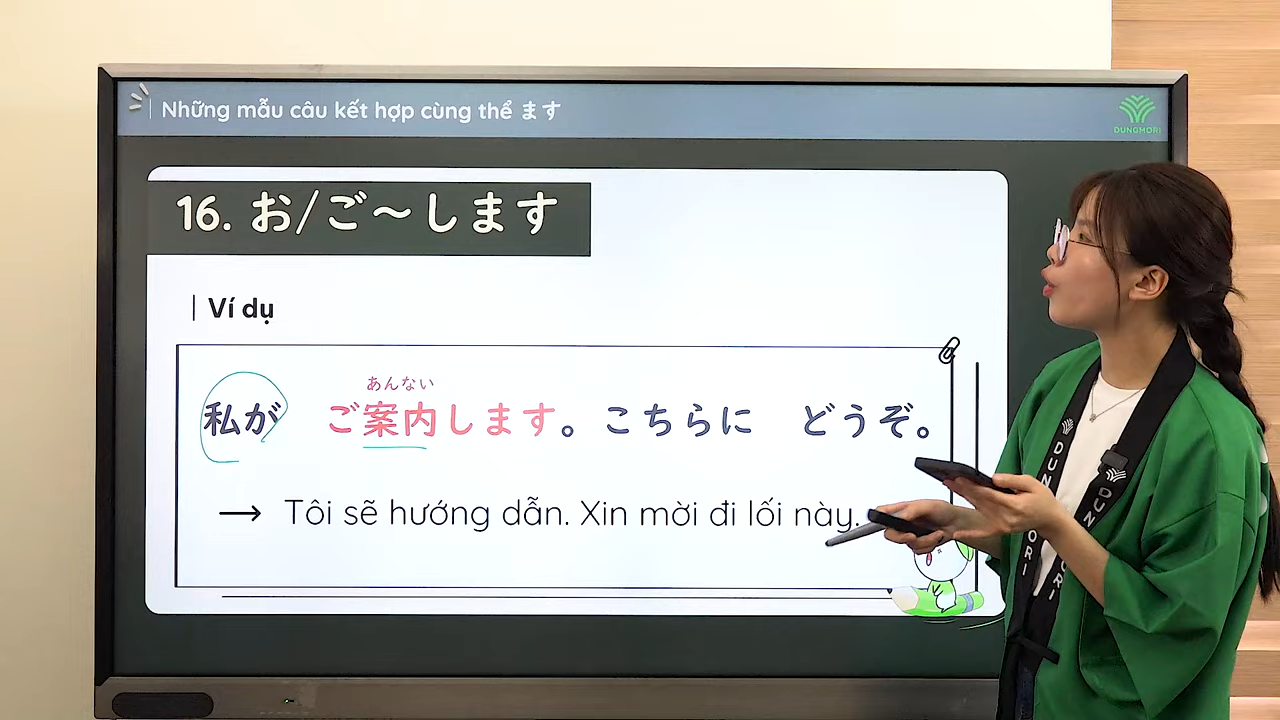 Những mẫu câu kết hợp cùng thể ます
DUNGMORI
16. お/ご〜します
Ví dụ
あんない
私が ご案内します。こちらに どうぞ。
→ Tôi sẽ hướng dẫn. Xin mời đi lối này.